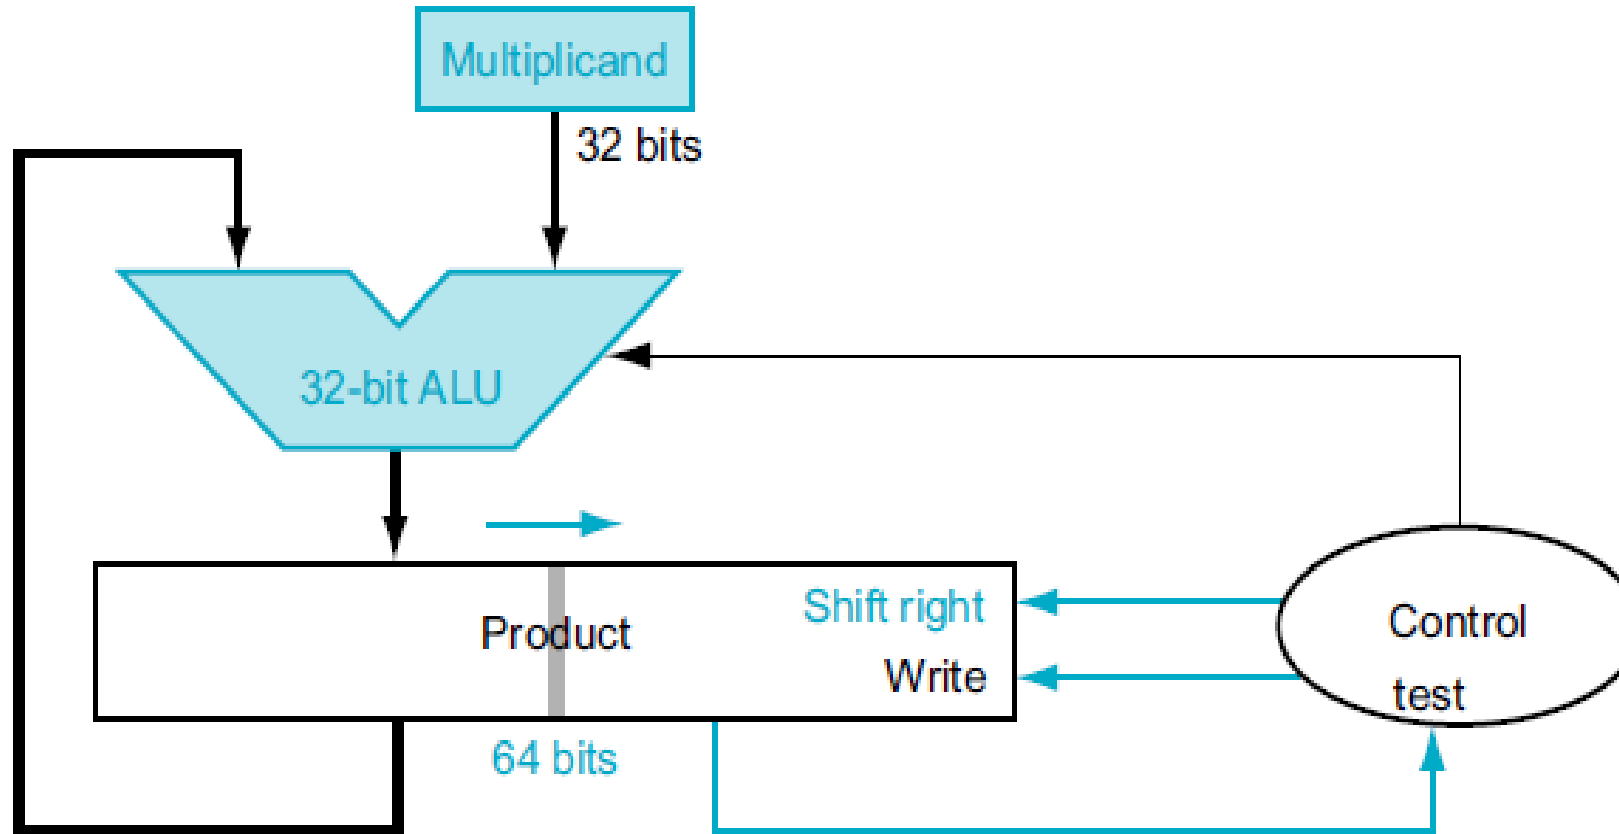 Multiplicand
32 bits
32-bit ALU
Product
Shift right
Write
64 bits
Control
test